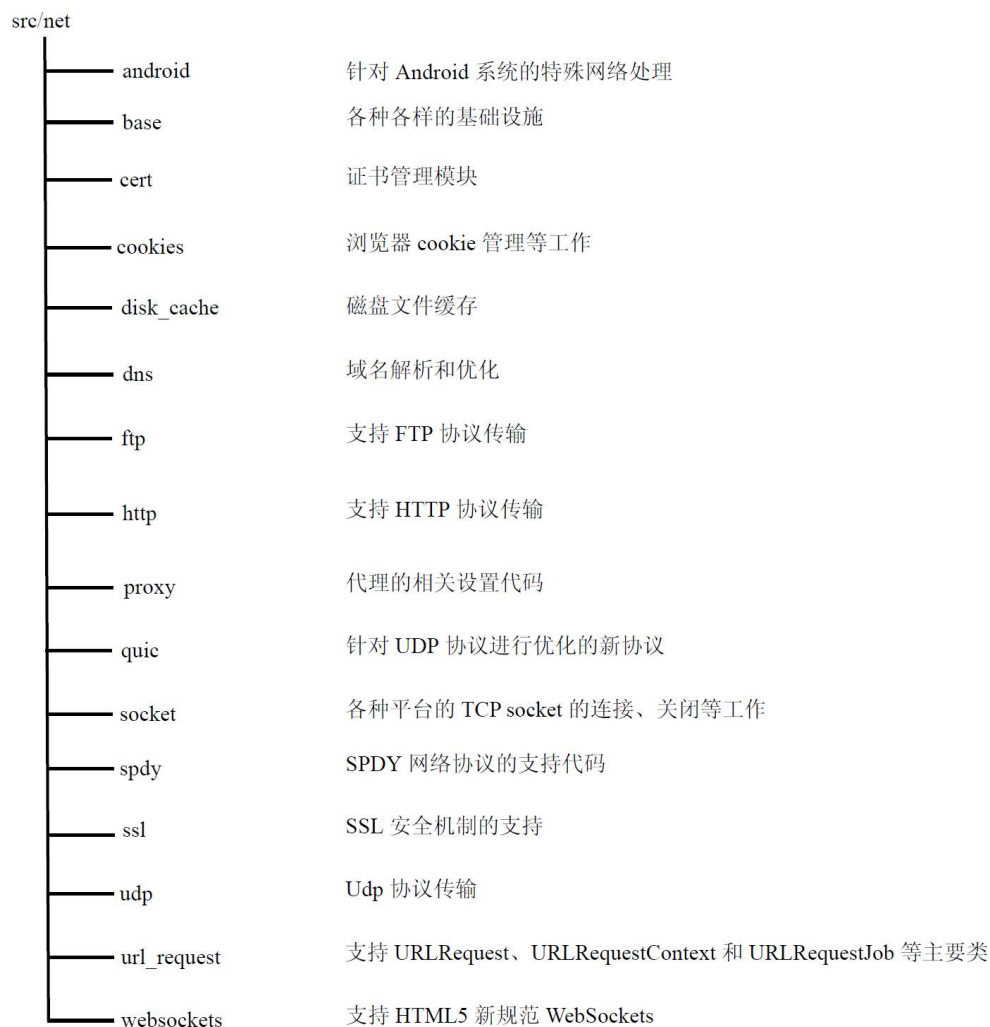 src/net
android 针对 Android 系统的特殊网络处理
base 各种各样的基础设施
cert 证书管理模块
cookies 浏览器 cookie 管理等工作
disk_cache 磁盘文件缓存
dns 域名解析和优化
ftp 支持 FTP 协议传输
http 支持 HTTP 协议传输
proxy 代理的相关设置代码
quic 针对 UDP 协议进行优化的新协议
socket 各种平台的 TCP socket 的连接、关闭等工作
spdy SPDY 网络协议的支持代码
ssl SSL 安全机制的支持
udp Udp 协议传输
url_request 支持 URLRequest、URLRequestContext 和 URLRequestJob 等主要类
websockets 支持 HTML5 新规范 WebSockets